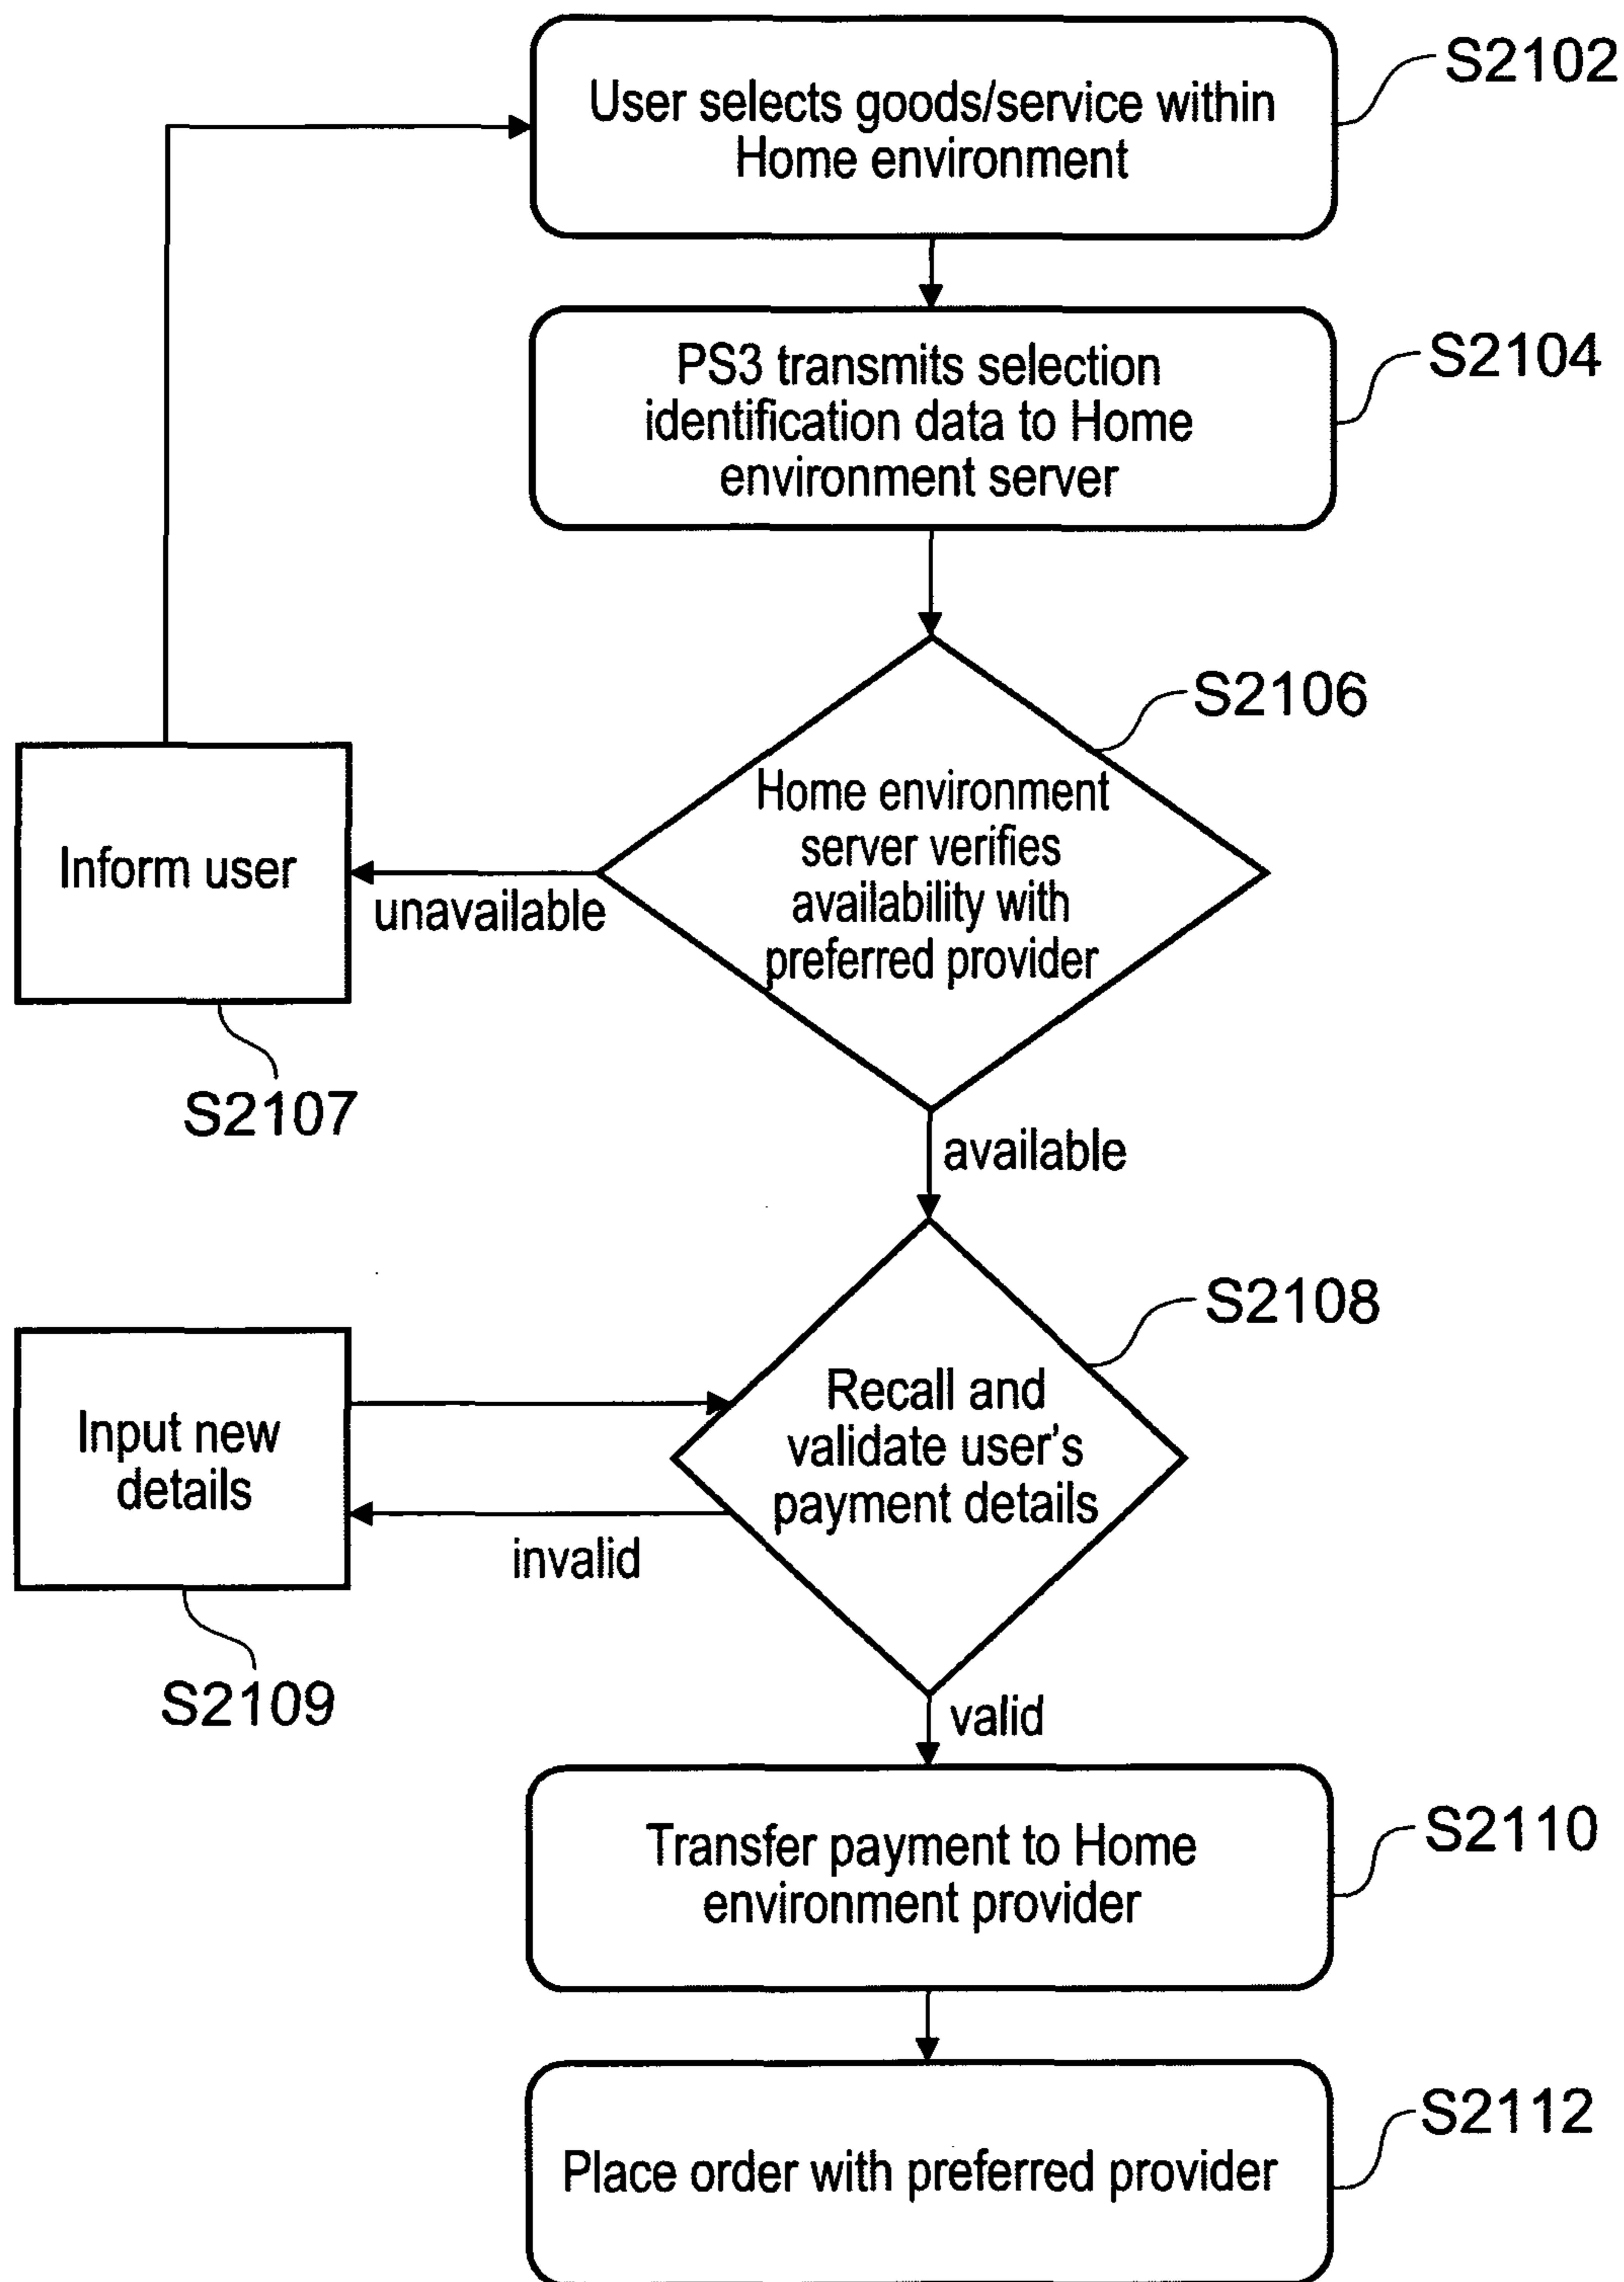 S2102
User selects goods/service within
Home environment
S2104
PS3 transmits selection
identification data to Home
environment server
S2106
Home environment
server verifies
availability with
preferred provider
Inform user
unavailable
S2107
available
S2108
Recall and
validate user's
payment details
Input new
details
invalid
S2109
valid
S2110
Transfer payment to Home
environment provider
S2112
Place order with preferred provider